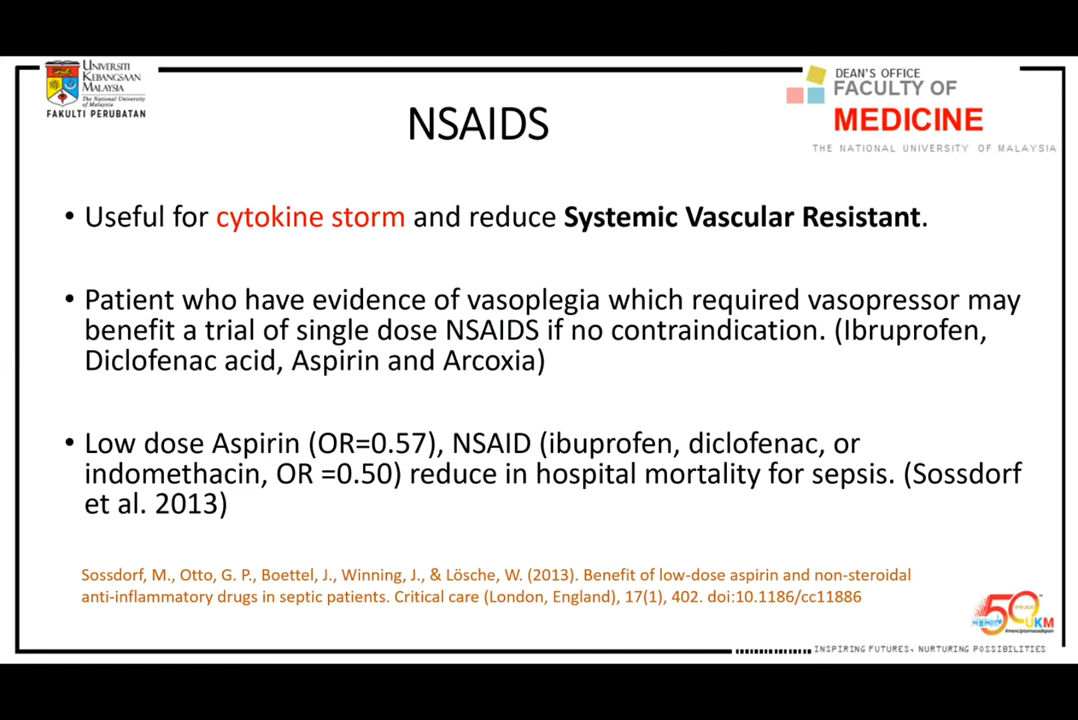 UNIVERSITI
KEBANGSAAN
MALAYSIA
The National University
of Malaysia
FAKULTI PERUBATAN
DEAN'S OFFICE
FACULTY OF
MEDICINE
THE NATIONAL UNIVERSITY OF MALAYSIA
NSAIDS
• Useful for cytokine storm and reduce Systemic Vascular Resistant.
• Patient who have evidence of vasoplegia which required vasopressor may
benefit a trial of single dose NSAIDS if no contraindication. (Ibruprofen,
Diclofenac acid, Aspirin and Arcoxia)
• Low dose Aspirin (OR=0.57), NSAID (ibuprofen, diclofenac, or
indomethacin, OR =0.50) reduce in hospital mortality for sepsis. (Sossdorf
et al. 2013)
Sossdorf, M., Otto, G. P., Boettel, J., Winning, J., & Lösche, W. (2013). Benefit of low-dose aspirin and non-steroidal
anti-inflammatory drugs in septic patients. Critical care (London, England), 17(1), 402. doi:10.1186/cc11886
50
UKM
INSPIRING FUTURES, NURTURING POSSIBILITIES